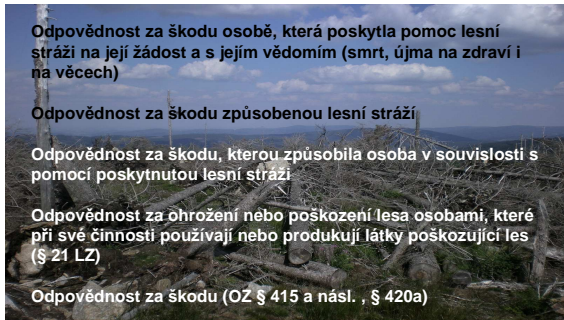 Odpovědnost za škodu osobě, která poskytla pomoc lesní
stráži na její žádost a s jejím vědomím (smrt, újma na zdraví i
na věcech)
Odpovědnost za škodu způsobenou lesní stráží
Odpovědnost za škodu, kterou způsobila osoba v souvislosti s
pomocí poskytnutou lesní stráži
Odpovědnost za ohrožení nebo poškození lesa osobami, které
při své činnosti používají nebo produkují látky poškozující les
(§ 21 LZ)
Odpovědnost za škodu (OZ § 415 a násl. , § 420a)